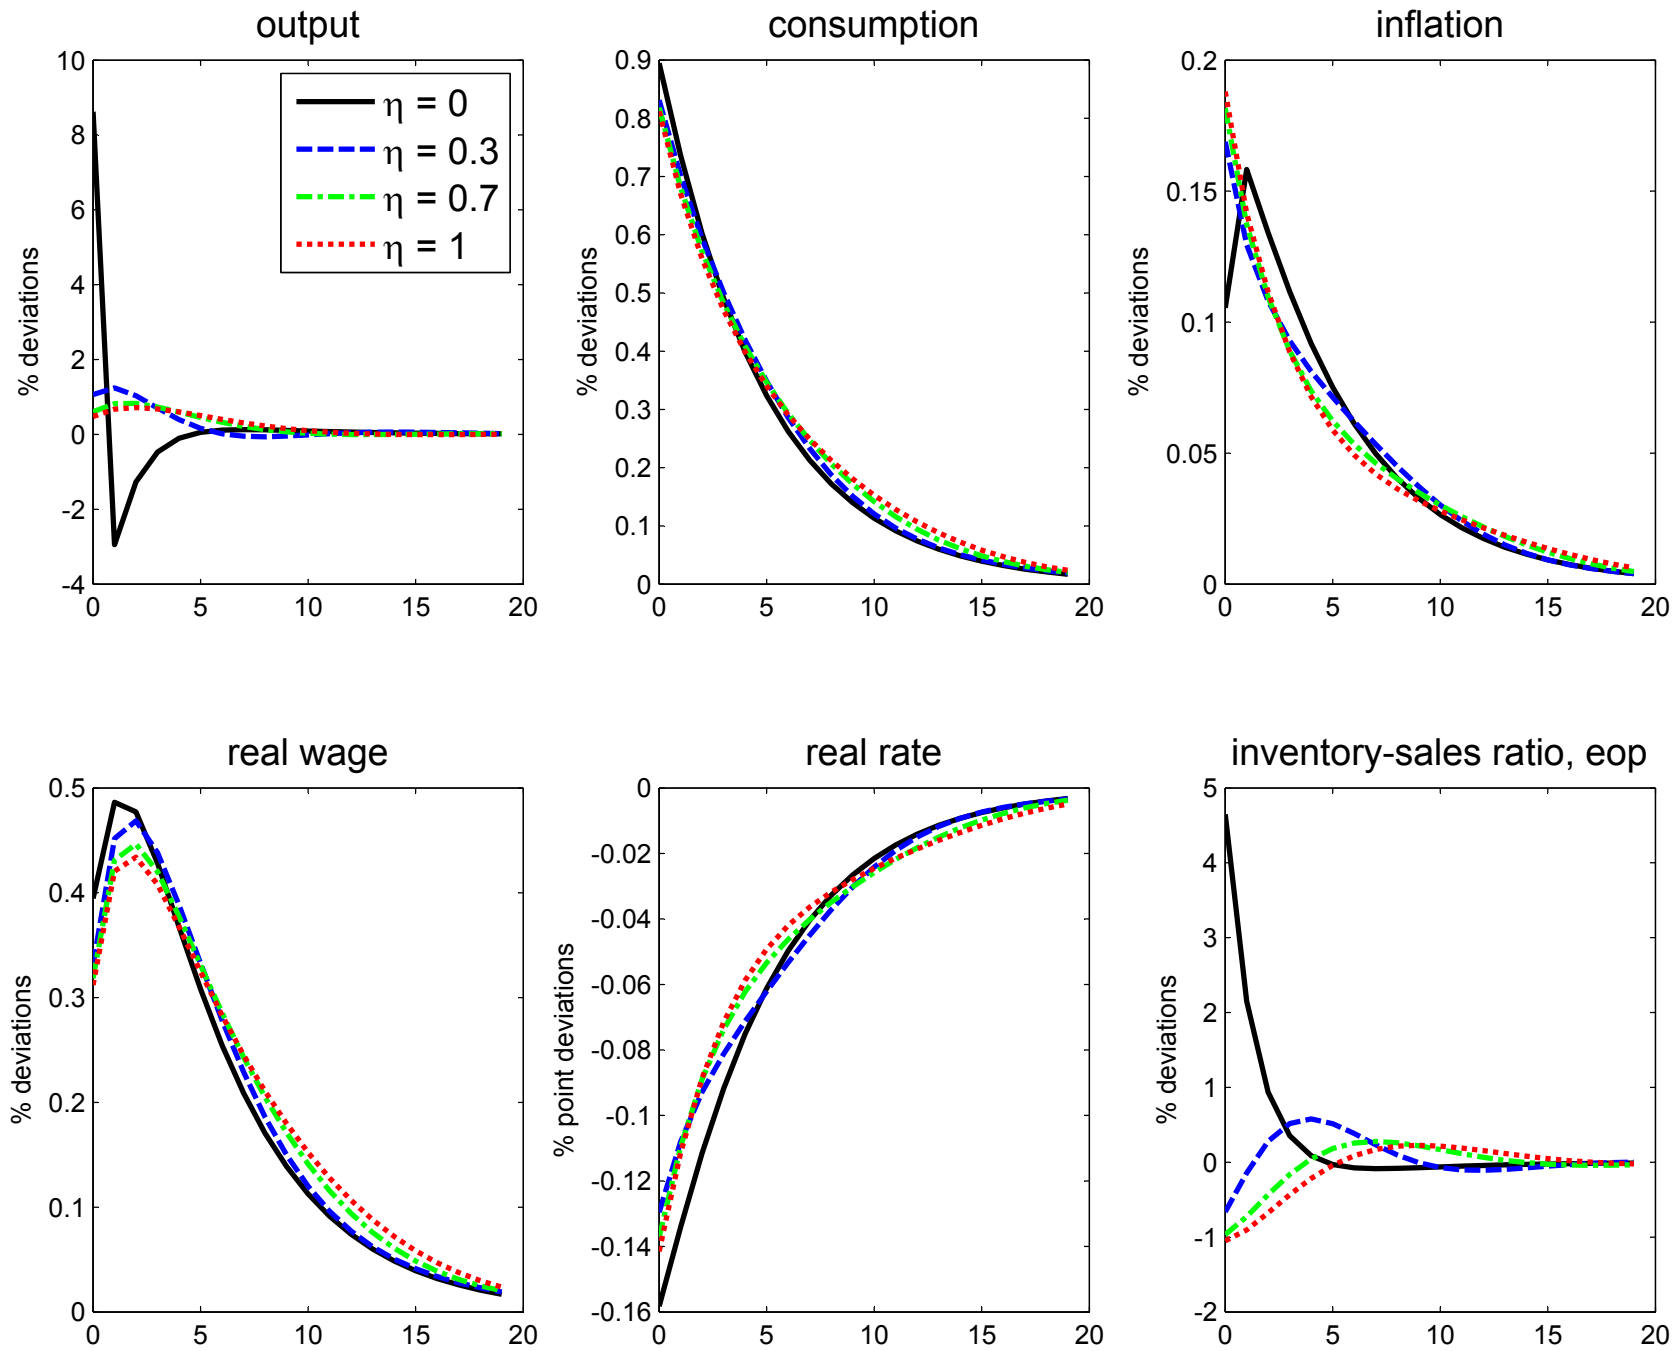 output
% deviations
10
8
6
4
2
0
-2
-4
0 5 10 15 20
η = 0
η = 0.3
η = 0.7
η = 1
consumption
% deviations
0.9
0.8
0.7
0.6
0.5
0.4
0.3
0.2
0.1
0
0 5 10 15 20
inflation
% deviations
0.2
0.15
0.1
0.05
0
0 5 10 15 20
real wage
% deviations
0.5
0.4
0.3
0.2
0.1
0
0 5 10 15 20
real rate
% point deviations
0
-0.02
-0.04
-0.06
-0.08
-0.1
-0.12
-0.14
-0.16
0 5 10 15 20
inventory-sales ratio, eop
% deviations
5
4
3
2
1
0
-1
-2
0 5 10 15 20